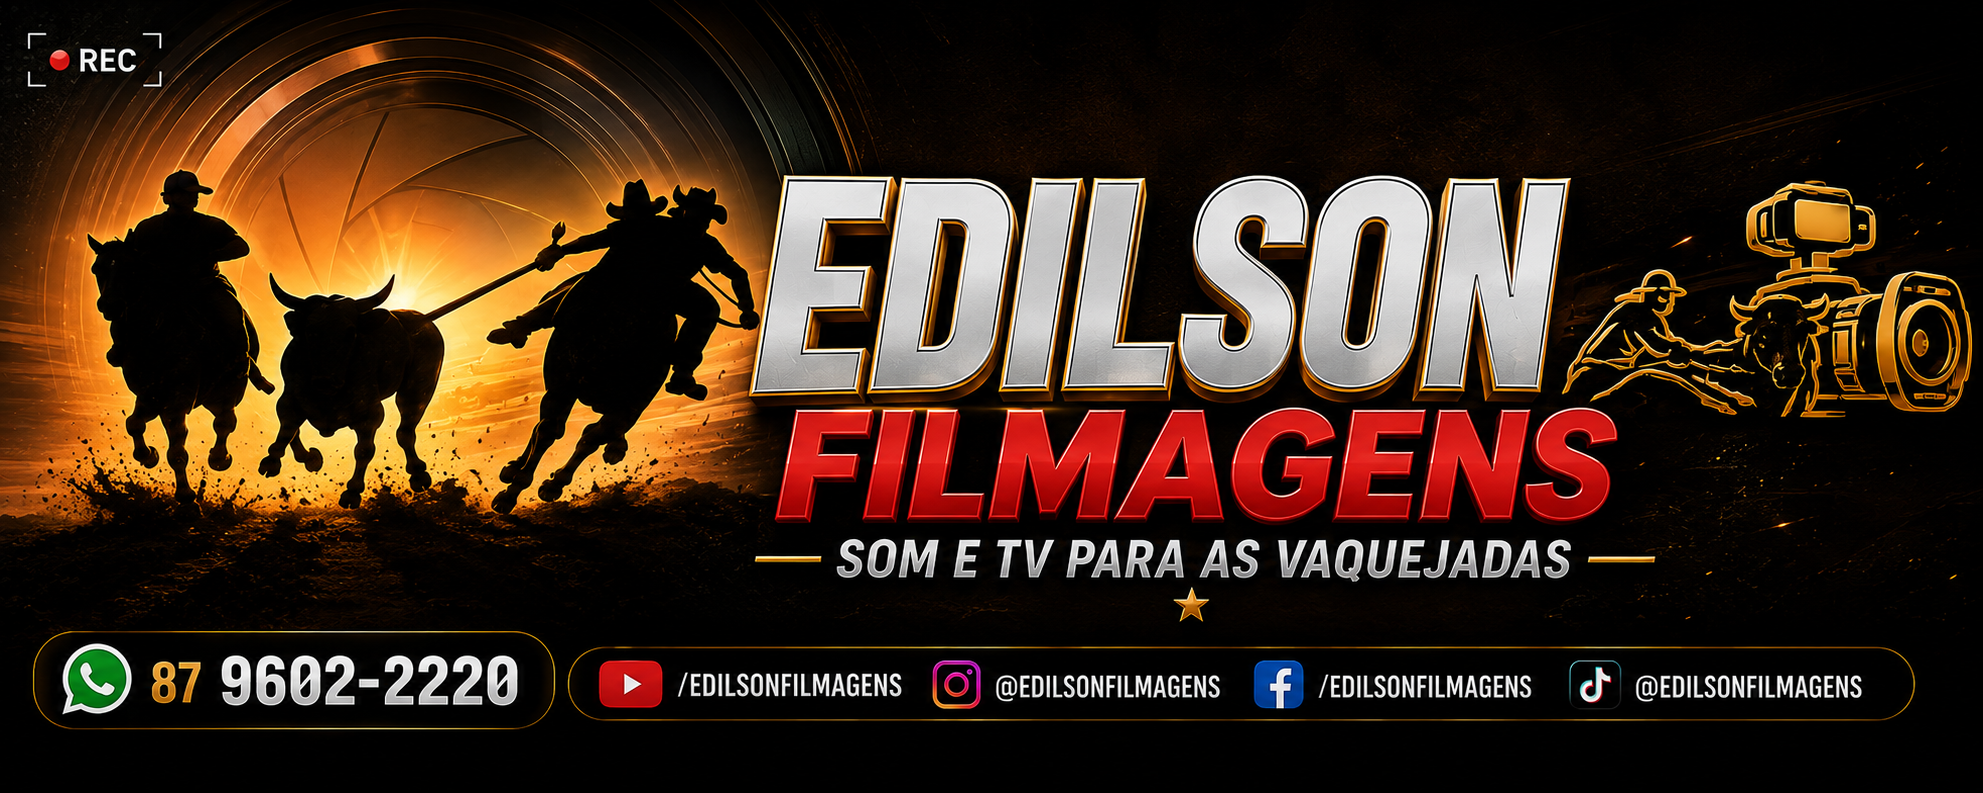 REC
EDILSON
FILMAGENS
SOM E TV PARA AS VAQUEJADAS
87 9602-2220
/EDILSONFILMAGENS
@EDILSONFILMAGENS
/EDILSONFILMAGENS
@EDILSONFILMAGENS